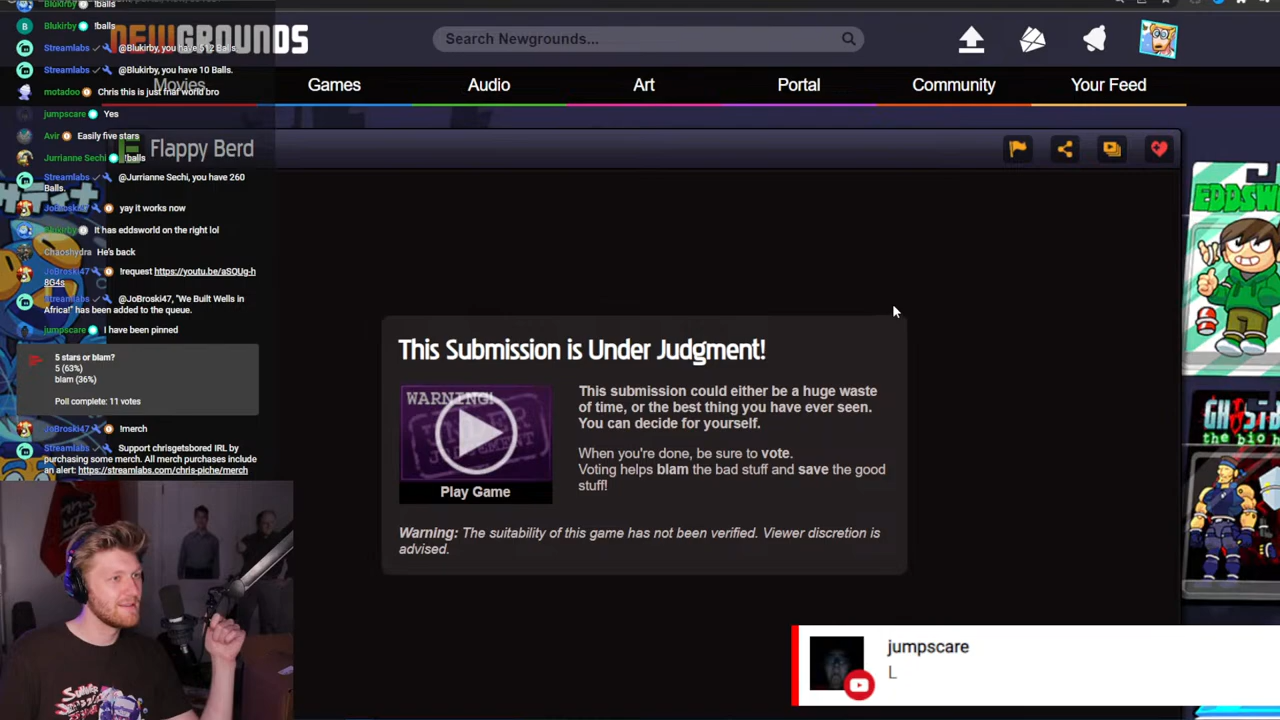 Blukirby !balls
Blukirby !balls
Streamlabs @Blukirby, you have 512 Balls.
Streamlabs @Blukirby, you have 10 Balls.
motadoo Chris this is just mat world bro
jumpscare Yes
Avir Easily five stars
Jurrianne Sechi !balls
Streamlabs @Jurrianne Sechi, you have 260
Balls.
JoBroski47 yay it works now
Blukirby It has eddsworld on the right lol
Chaoshydra He's back
JoBroski47 !request https://youtu.be/aSOUg-h
8G4s
Streamlabs @JoBroski47, "We Built Wells in
Africa!" has been added to the queue.
jumpscare I have been pinned
5 stars or blam?
5 (63%)
blam (36%)
Poll complete: 11 votes
JoBroski47 !merch
Streamlabs Support chrisgetsbored IRL by
purchasing some merch. All merch purchases include
an alert: https://streamlabs.com/chris-piche/merch
NEWGROUNDS
Search Newgrounds...
Movies Games Audio Art Portal Community Your Feed
E Flappy Berd
This Submission is Under Judgment!
WARNING!
Play Game
This submission could either be a huge waste
of time, or the best thing you have ever seen.
You can decide for yourself.
When you're done, be sure to vote.
Voting helps blam the bad stuff and save the good
stuff!
Warning: The suitability of this game has not been verified. Viewer discretion is
advised.
EDDSW
the bio h
jumpscare
L